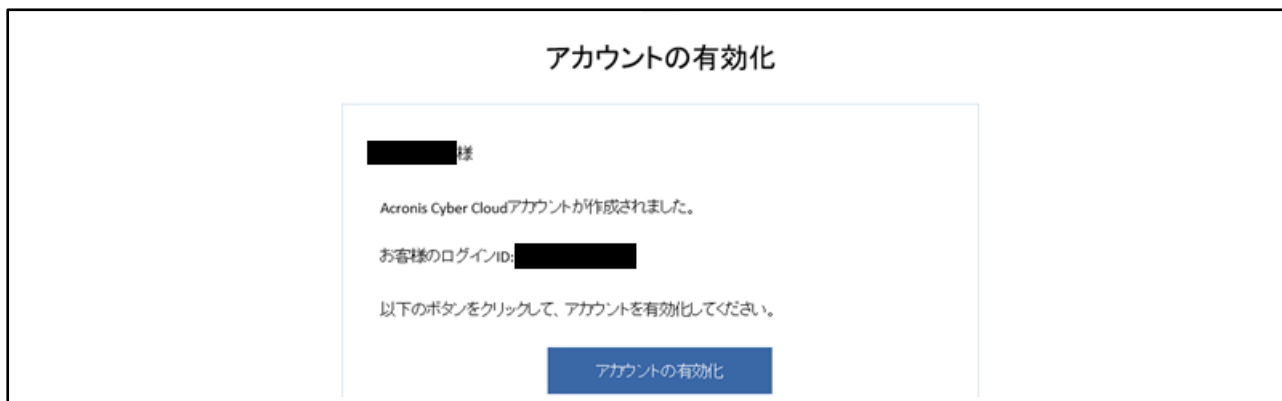 アカウントの有効化
様
Acronis Cyber Cloudアカウントが作成されました。
お客様のログインID:
以下のボタンをクリックして、アカウントを有効化してください。
アカウントの有効化